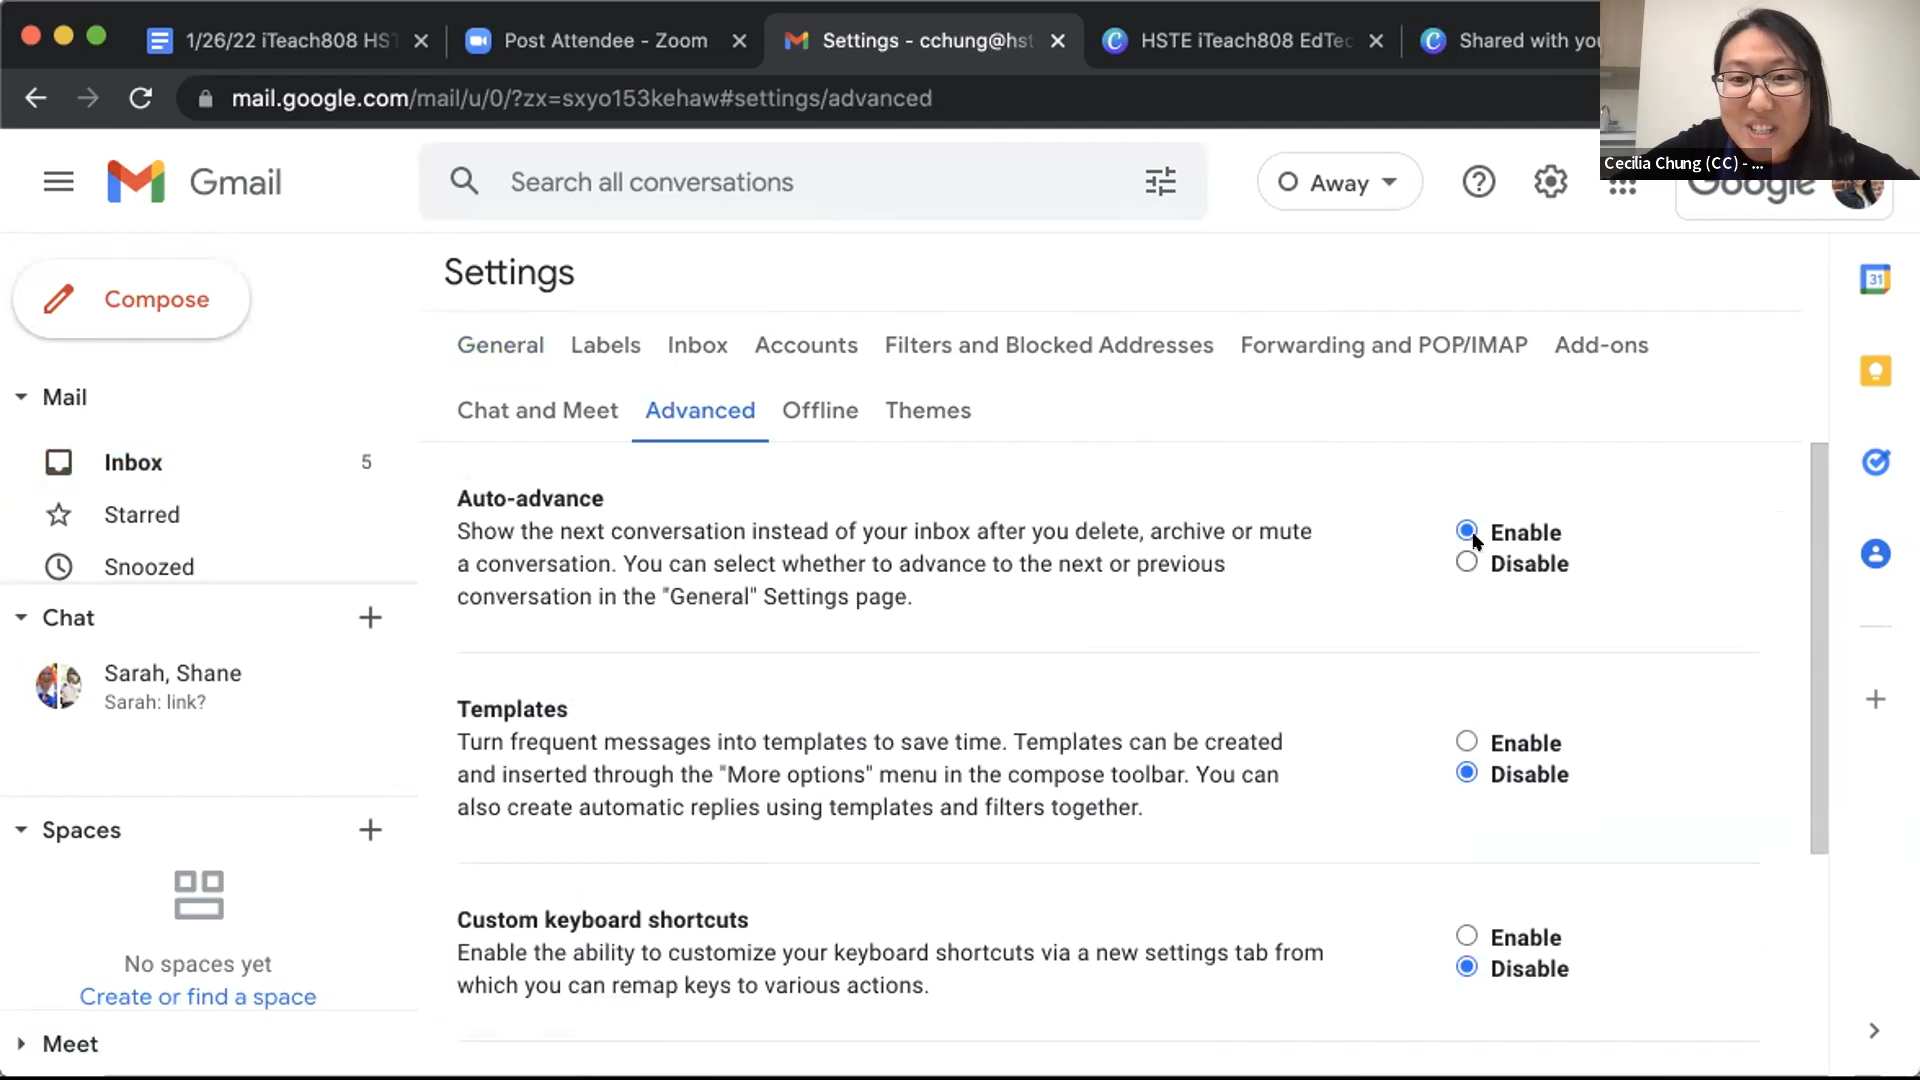 1/26/22 iTeach808 HST
Post Attendee - Zoom
Settings - cchung@hst
HSTE iTeach808 EdTec
Shared with you
mail.google.com/mail/u/0/?zx=sxyo153kehaw#settings/advanced
Cecilia Chung (CC) - ...
Gmail
Search all conversations
Away
Google
Compose
Mail
Inbox 5
Starred
Snoozed
Chat
Sarah, Shane
Sarah: link?
Spaces
No spaces yet
Create or find a space
Meet
Settings
General Labels Inbox Accounts Filters and Blocked Addresses Forwarding and POP/IMAP Add-ons
Chat and Meet Advanced Offline Themes
Auto-advance
Show the next conversation instead of your inbox after you delete, archive or mute
a conversation. You can select whether to advance to the next or previous
conversation in the "General" Settings page.
Enable
Disable
Templates
Turn frequent messages into templates to save time. Templates can be created
and inserted through the "More options" menu in the compose toolbar. You can
also create automatic replies using templates and filters together.
Enable
Disable
Custom keyboard shortcuts
Enable the ability to customize your keyboard shortcuts via a new settings tab from
which you can remap keys to various actions.
Enable
Disable
31